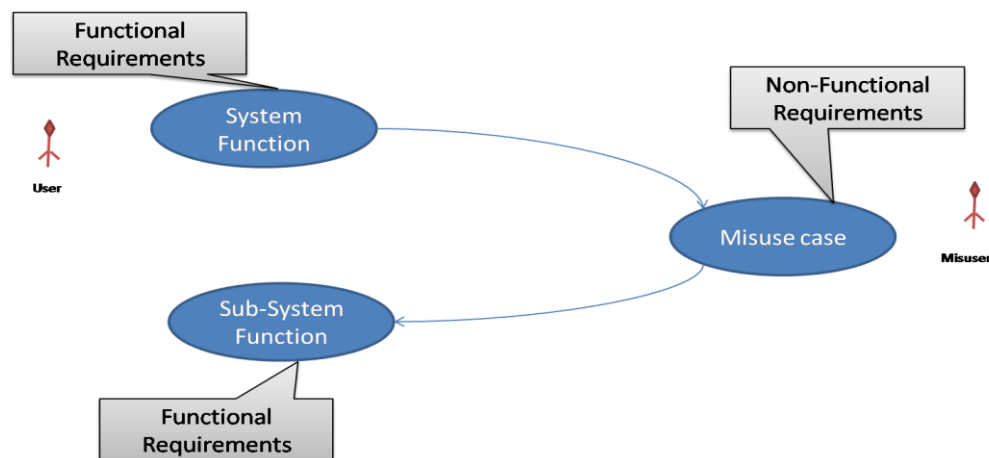 Functional
Requirements
System
Function
User
Non-Functional
Requirements
Misuse case
Misuser
Sub-System
Function
Functional
Requirements